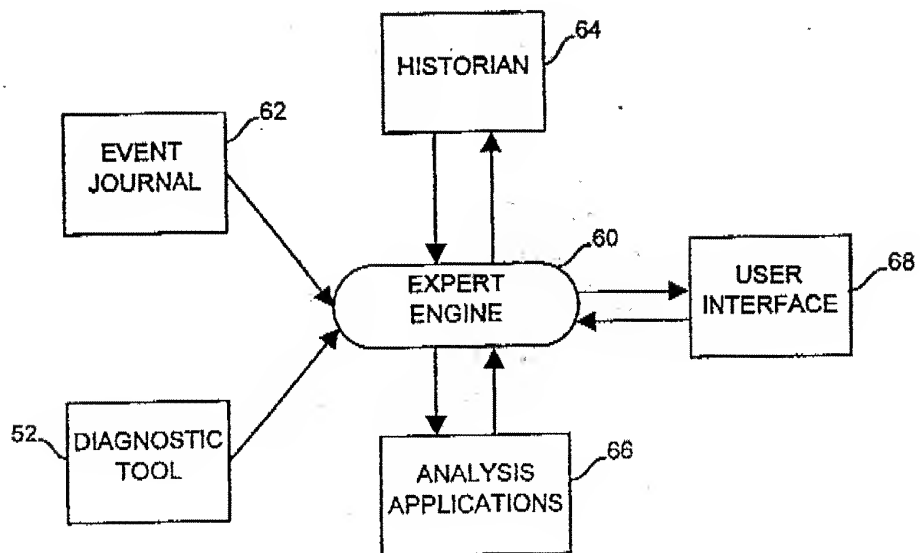 64
HISTORIAN
62
EVENT
JOURNAL
60
EXPERT
ENGINE
USER
INTERFACE
68
52
DIAGNOSTIC
TOOL
66
ANALYSIS
APPLICATIONS